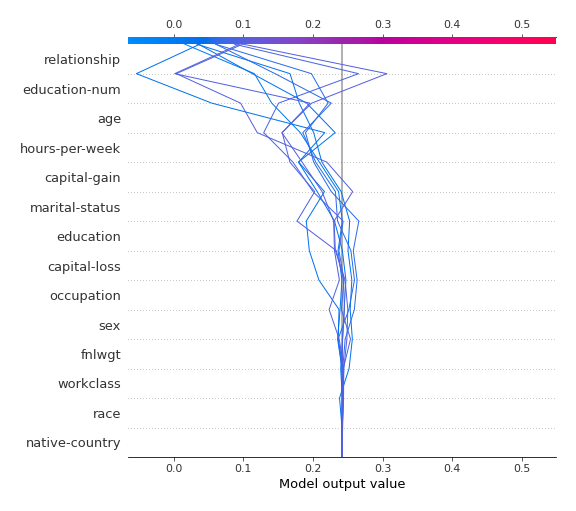 0.0 0.1 0.2 0.3 0.4 0.5
relationship
education-num
age
hours-per-week
capital-gain
marital-status
education
capital-loss
occupation
sex
fnlwgt
workclass
race
native-country
0.0 0.1 0.2 0.3 0.4 0.5
Model output value